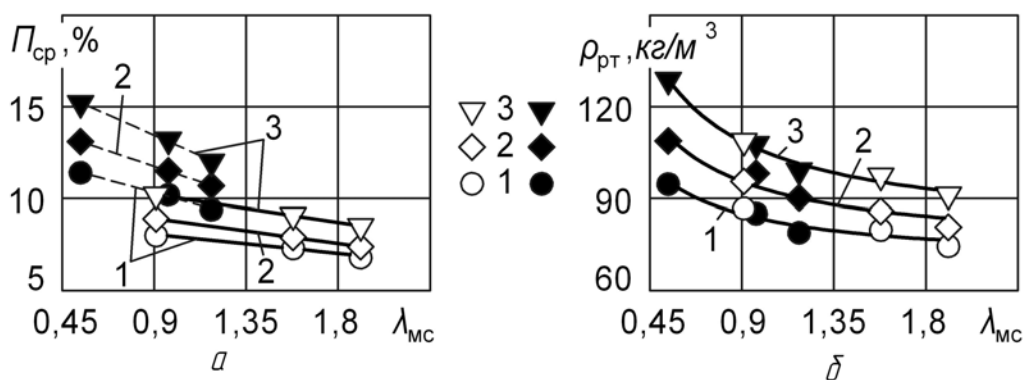 П_ср, %
2
3
15
10
5
1
2
0,45 0,9 1,35 1,8 λ_мс
а
▽ 3 ▼
◇ 2 ◆
○ 1 ●
ρ_рт, кг/м³
120
3
2
90
1
60
0,45 0,9 1,35 1,8 λ_мс
б